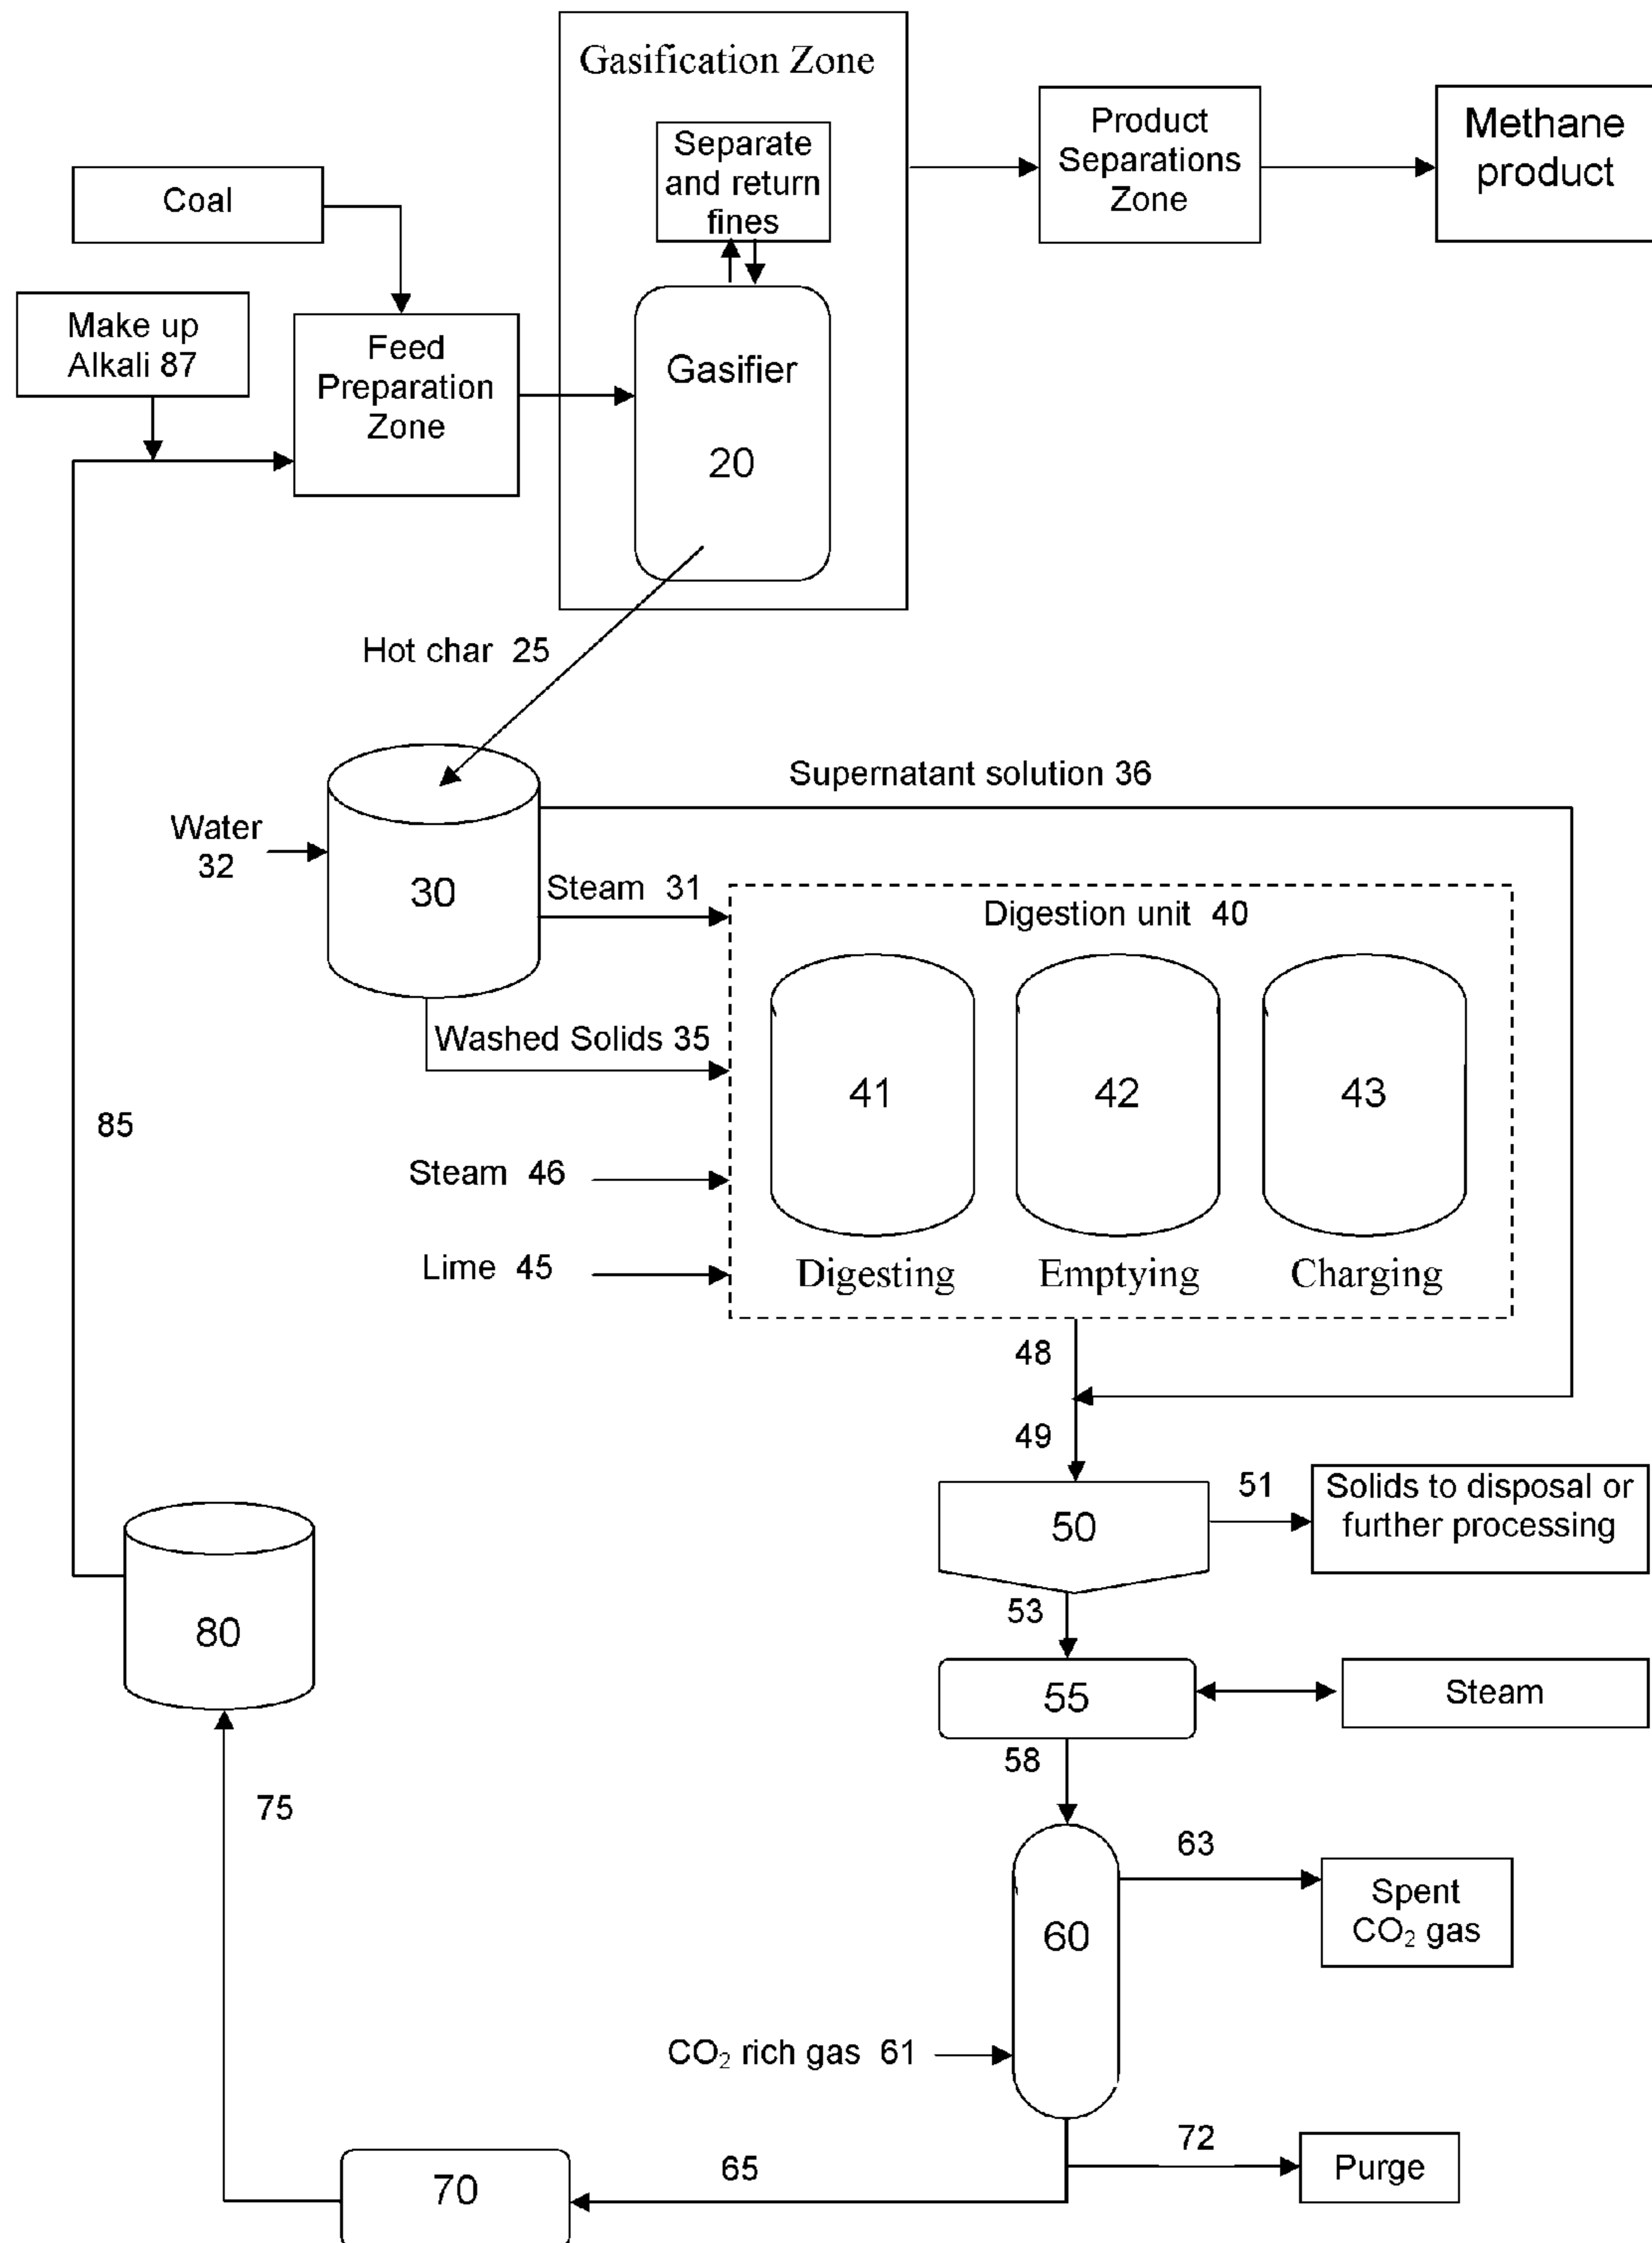 Gasification Zone
Separate
and return
fines
Product
Separations
Zone
Methane
product
Coal
Make up
Alkali 87
Feed
Preparation
Zone
Gasifier
20
Hot char 25
Supernatant solution 36
Water
32
30
Steam 31
Digestion unit 40
Washed Solids 35
41
42
43
85
Steam 46
Lime 45
Digesting
Emptying
Charging
48
49
50
51
Solids to disposal or
further processing
53
80
55
Steam
58
75
63
Spent
CO₂ gas
60
CO₂ rich gas 61
72
Purge
65
70